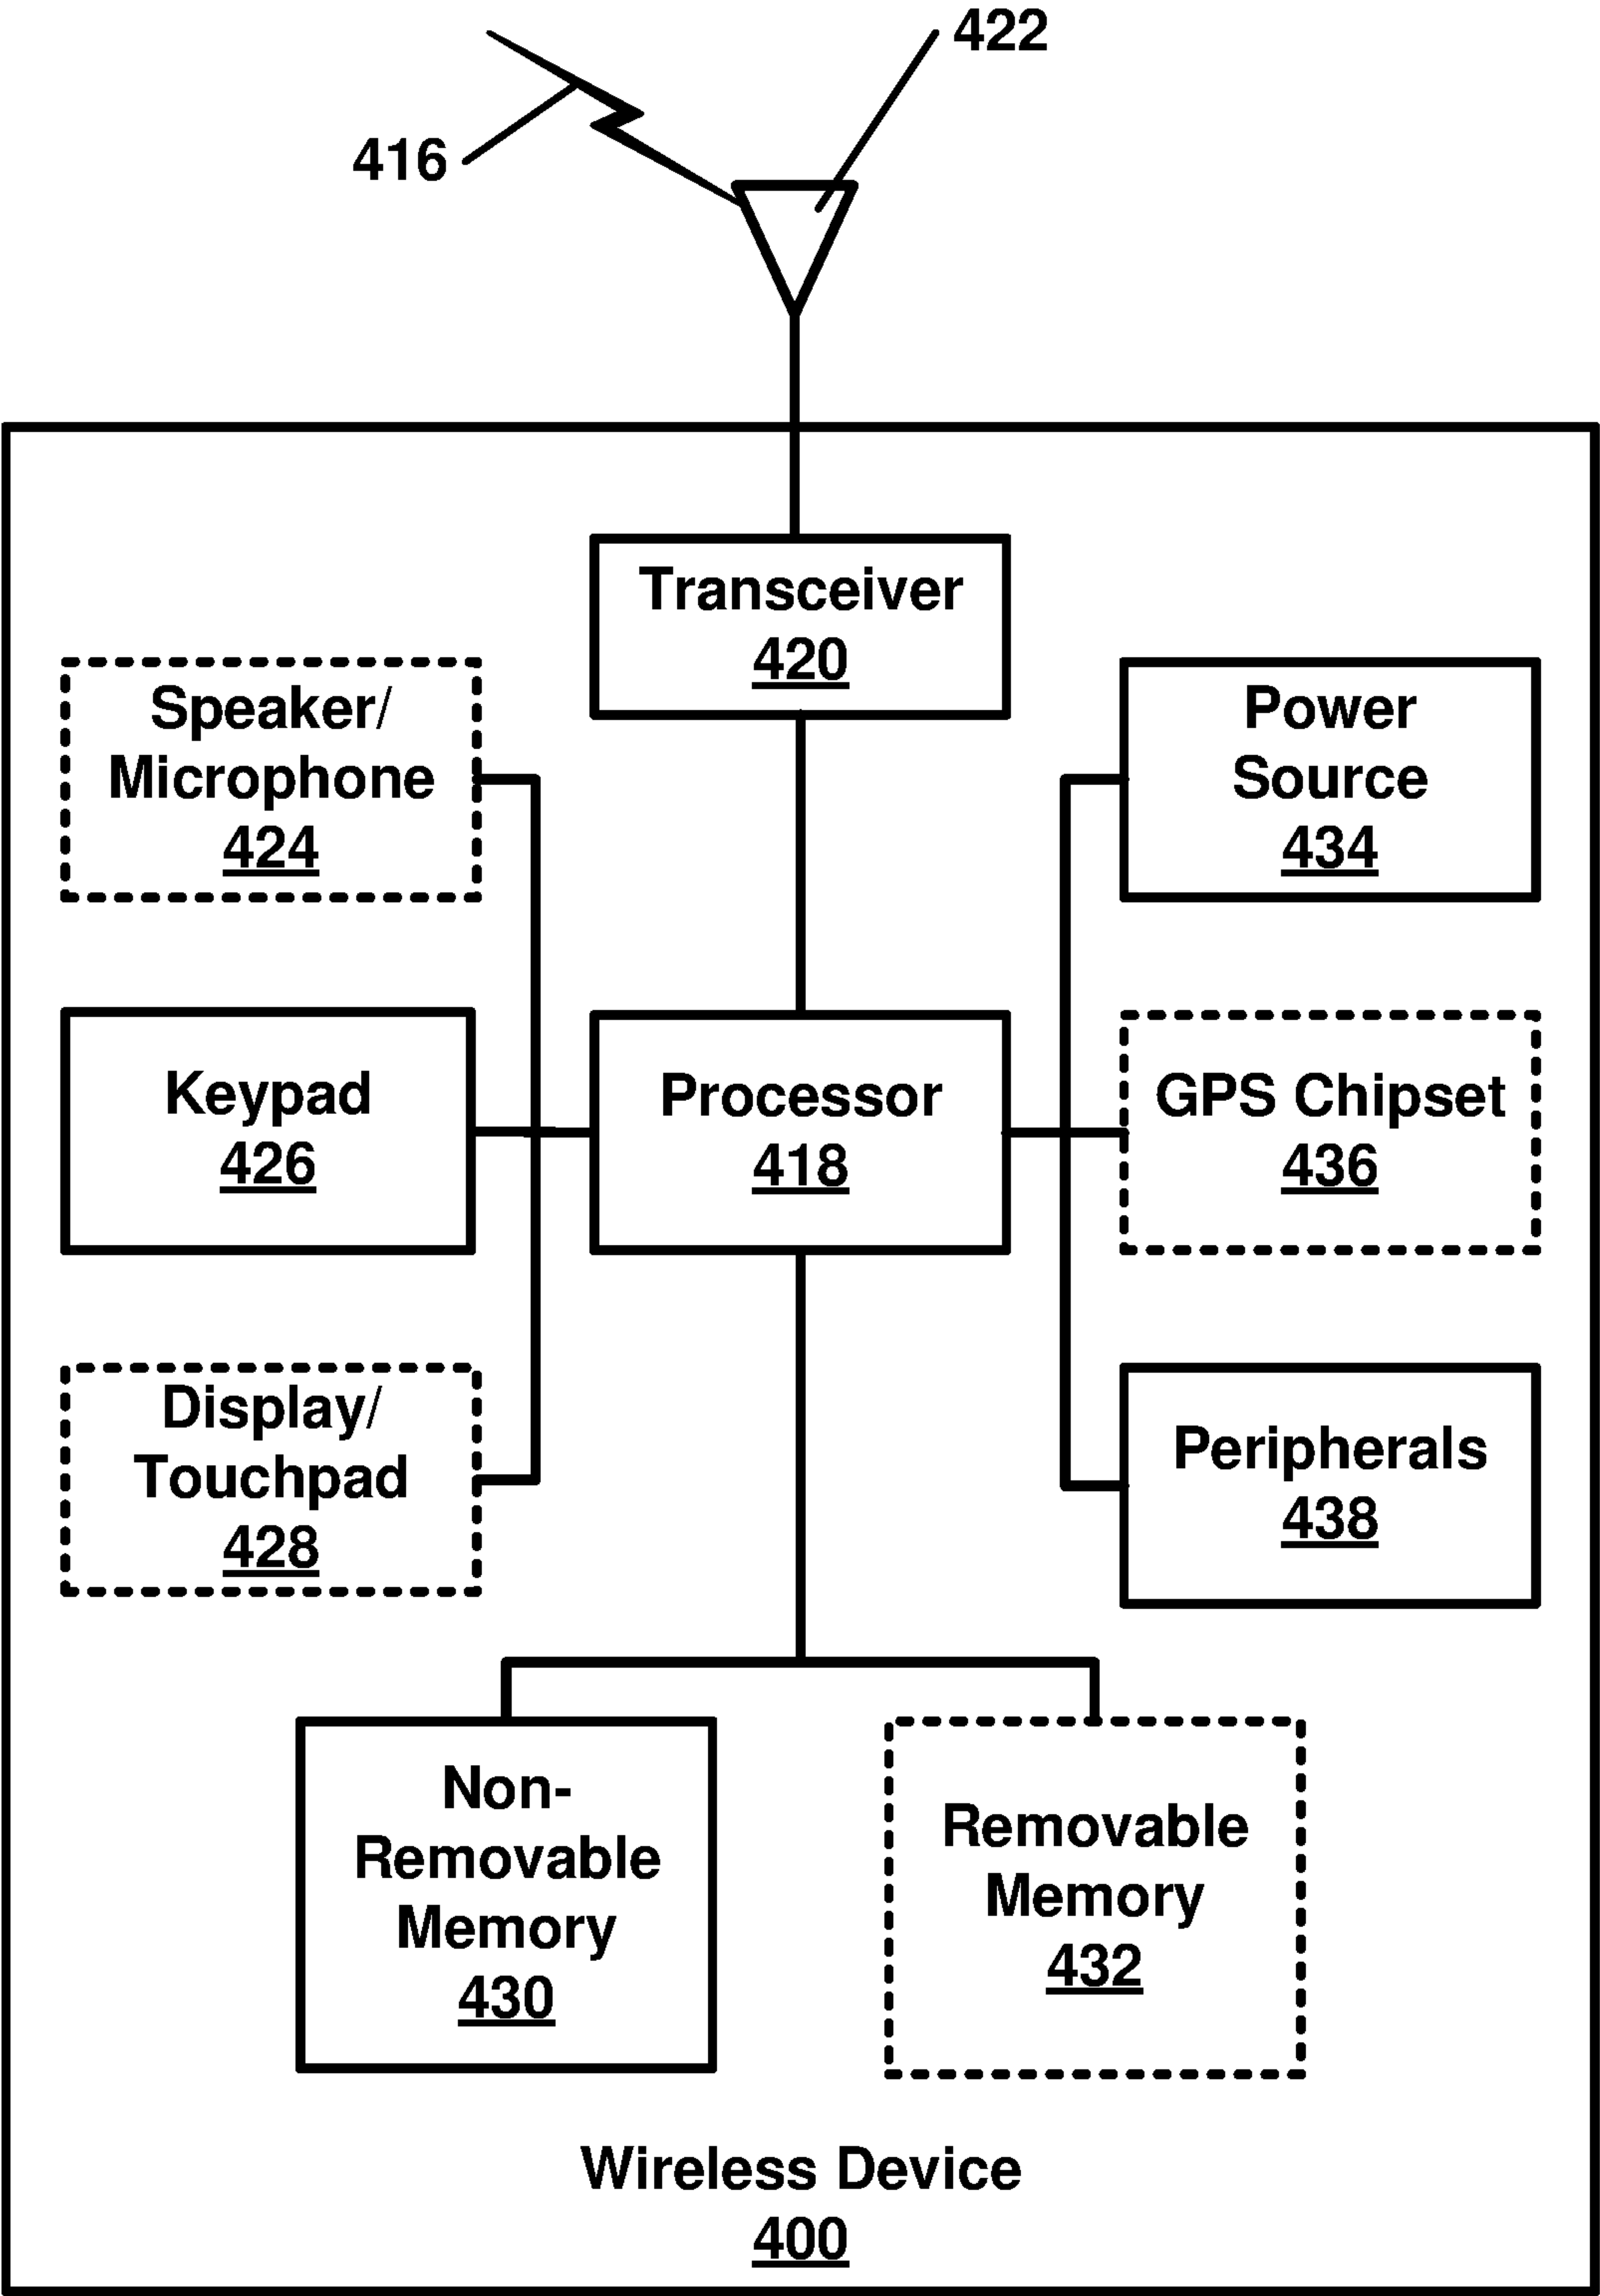 422
416
Transceiver
420
Speaker/
Microphone
424
Power
Source
434
Keypad
426
Processor
418
GPS Chipset
436
Display/
Touchpad
428
Peripherals
438
Non-
Removable
Memory
430
Removable
Memory
432
Wireless Device
400